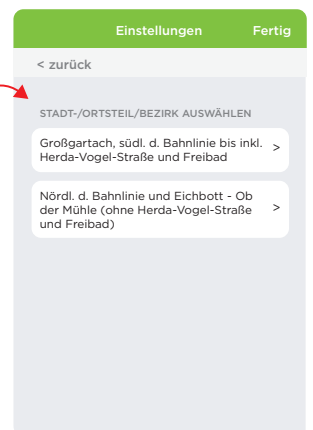 Einstellungen Fertig
< zurück
STADT-/ORTSTEIL/BEZIRK AUSWÄHLEN
Großgartach, südl. d. Bahnlinie bis inkl. >
Herda-Vogel-Straße und Freibad
Nördl. d. Bahnlinie und Eichbott - Ob
der Mühle (ohne Herda-Vogel-Straße >
und Freibad)